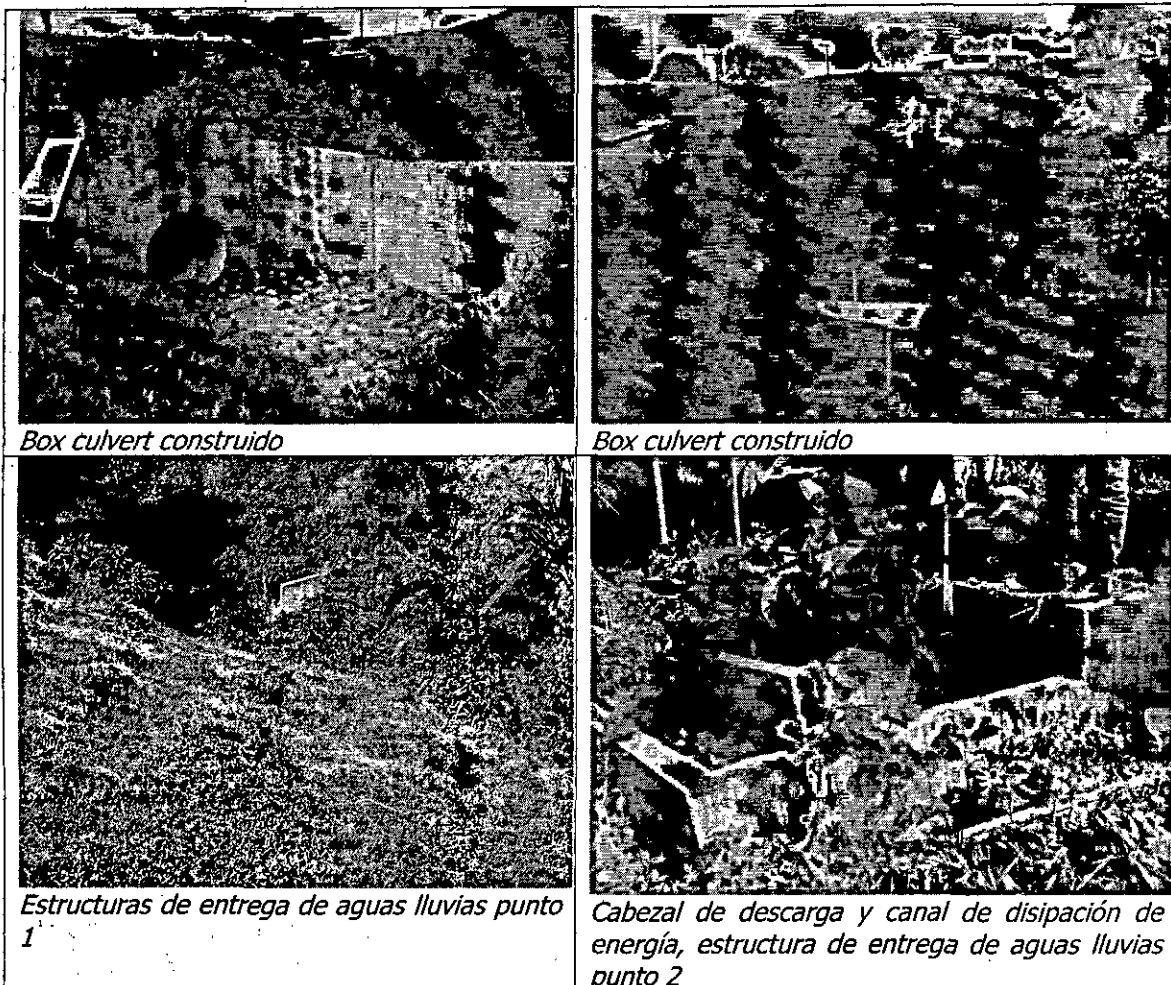 Box culvert construido
Box culvert construido
Estructuras de entrega de aguas lluvias punto
1
Cabezal de descarga y canal de disipación de
energía, estructura de entrega de aguas lluvias
punto 2